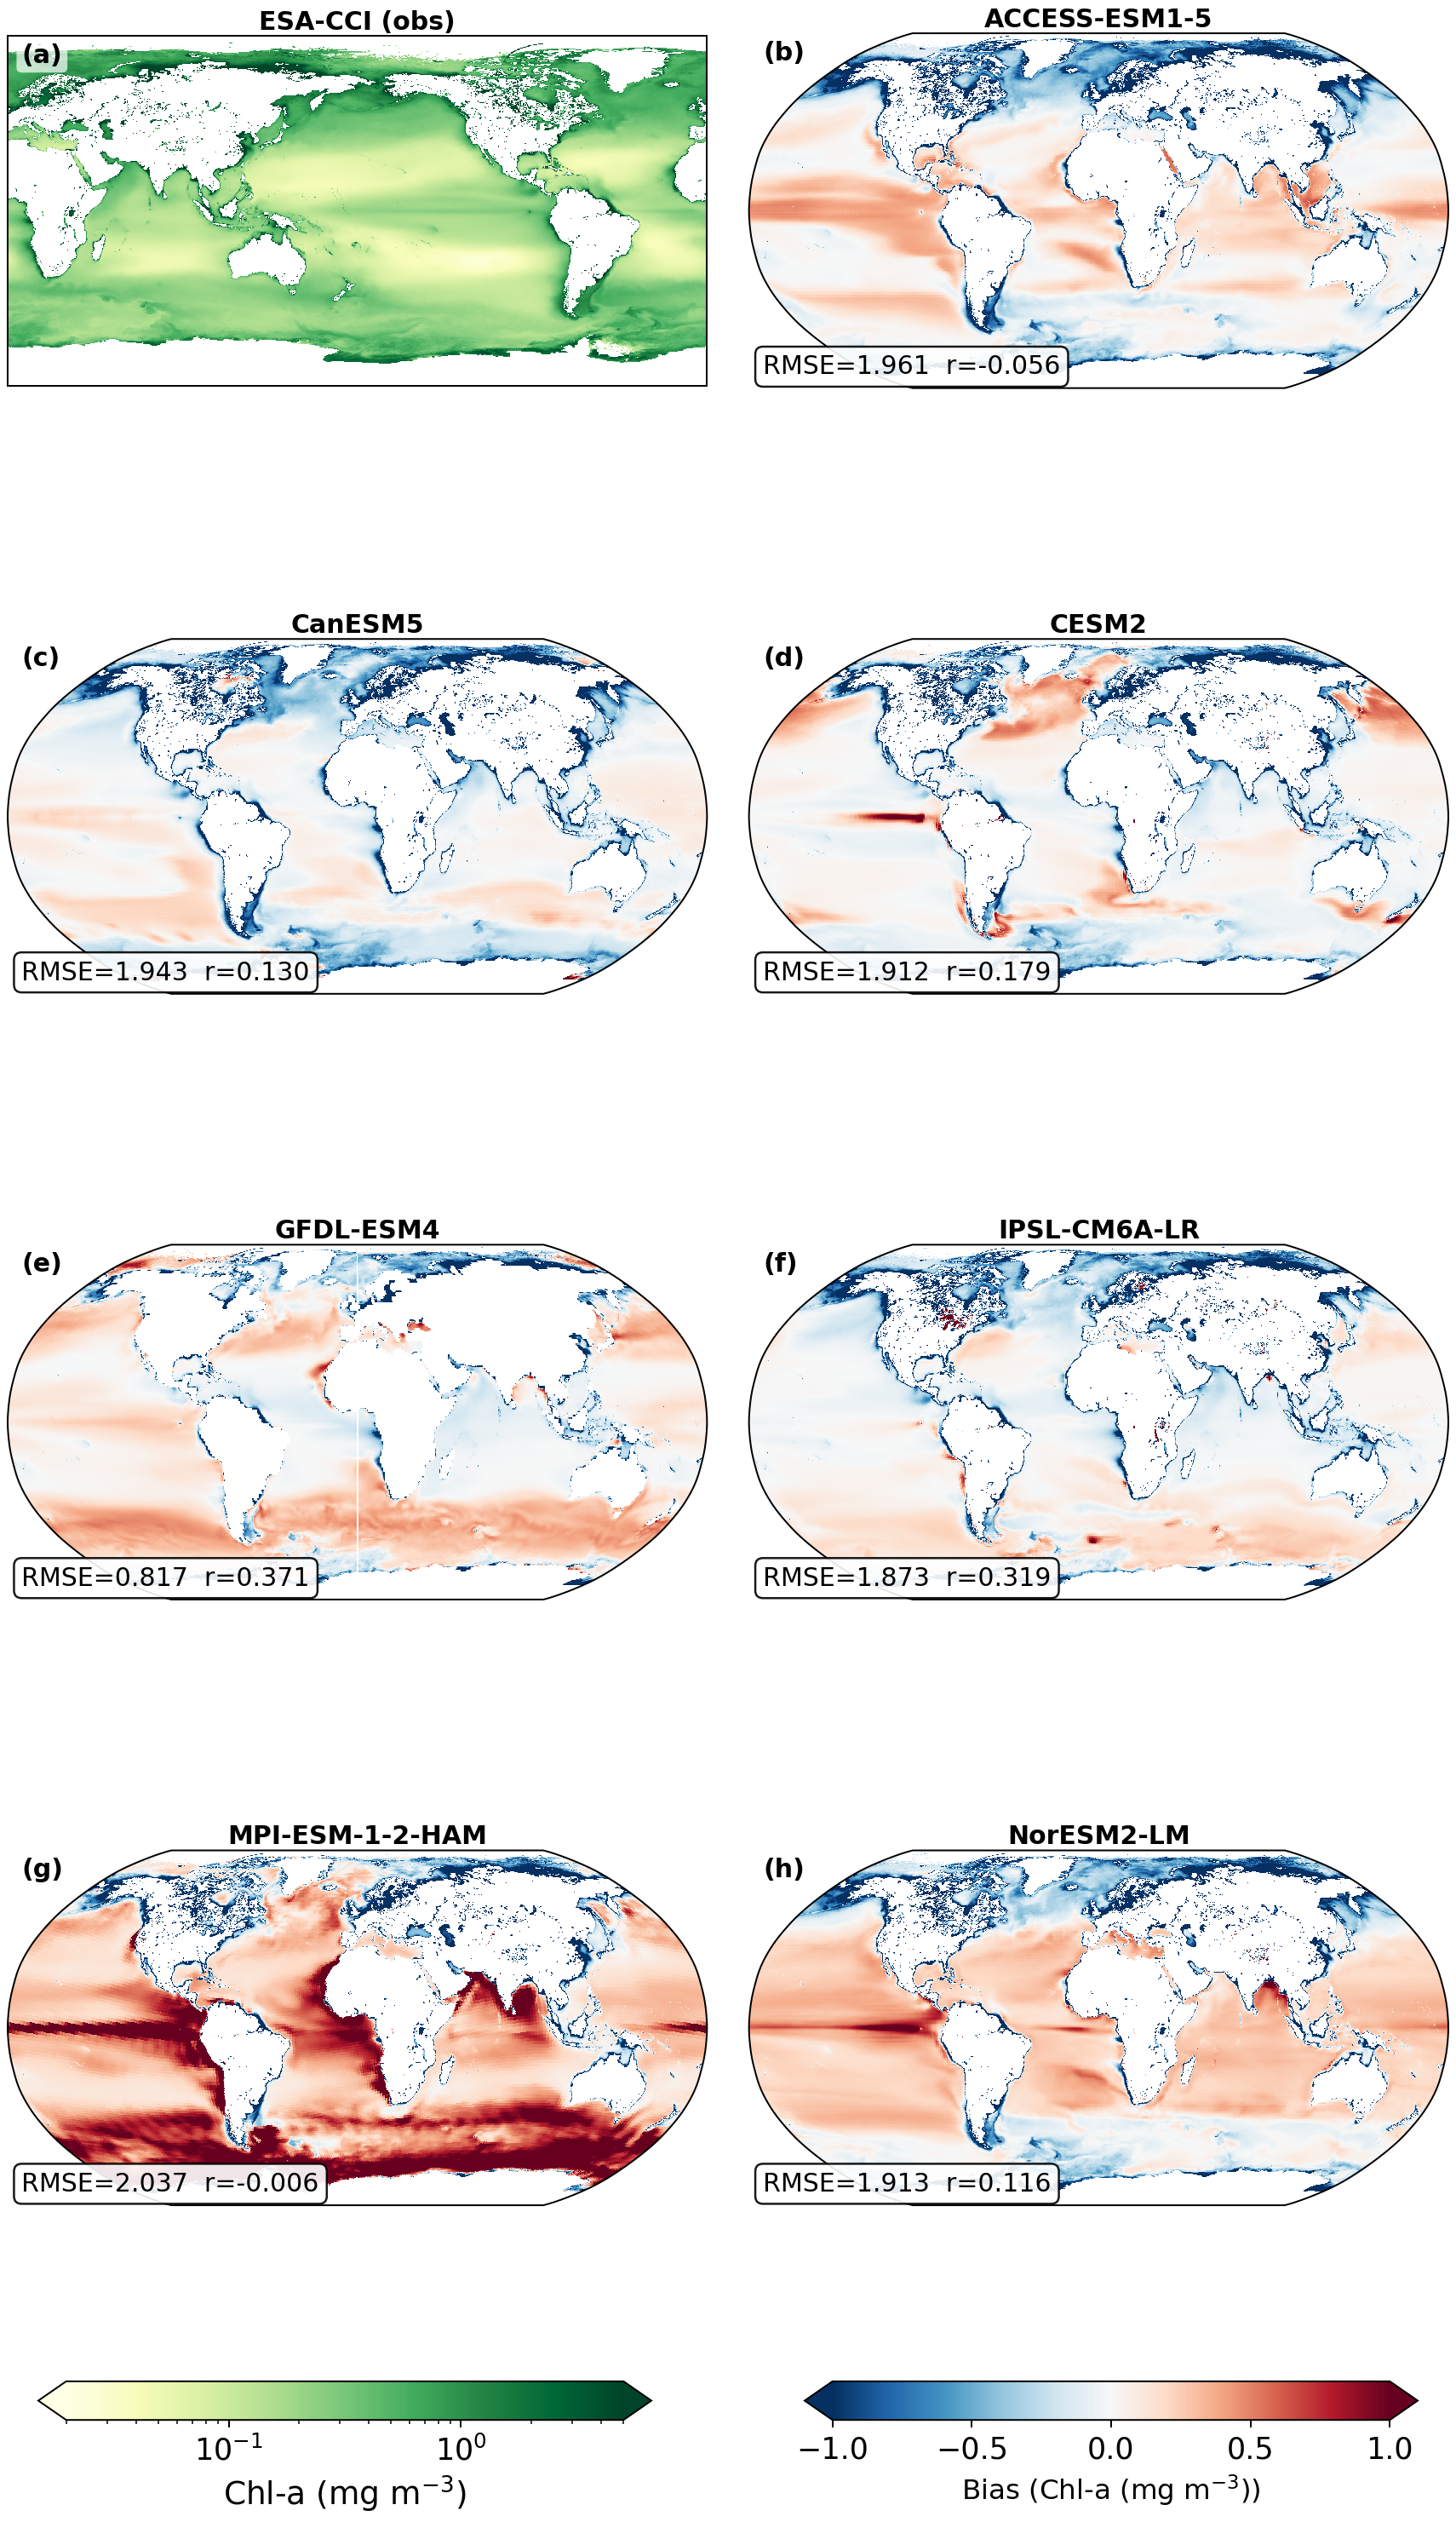 ESA-CCI (obs)
(a)
ACCESS-ESM1-5
(b)
RMSE=1.961  r=-0.056
CanESM5
(c)
RMSE=1.943  r=0.130
CESM2
(d)
RMSE=1.912  r=0.179
GFDL-ESM4
(e)
RMSE=0.817  r=0.371
IPSL-CM6A-LR
(f)
RMSE=1.873  r=0.319
MPI-ESM-1-2-HAM
(g)
RMSE=2.037  r=-0.006
NorESM2-LM
(h)
RMSE=1.913  r=0.116
10⁻¹ 10⁰
Chl-a (mg m⁻³)
−1.0 −0.5 0.0 0.5 1.0
Bias (Chl-a (mg m⁻³))